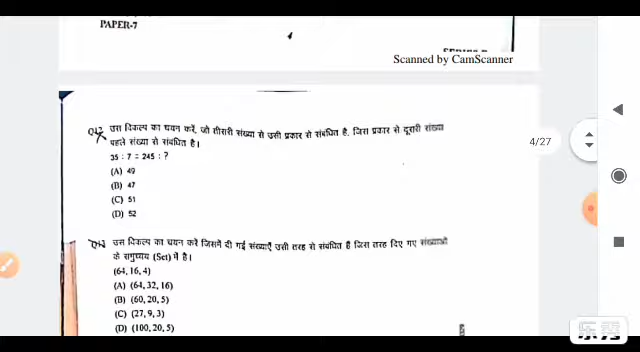 PAPER-7
4
Scanned by CamScanner
4/27
उस विकल्प का चयन करें, जो तीसरी संख्या से उसी प्रकार से संबंधित है, जिस प्रकार से दूसरी संख्या
पहले संख्या से संबंधित है।
35 : 7 = 245 : ?
(A) 49
(B) 47
(C) 51
(D) 52
उस विकल्प का चयन करें जिसमें दी गई संख्याएँ उसी तरह से संबंधित हैं जिस तरह दिए गए संख्याओं
के समुच्चय (Set) में है।
(64, 16, 4)
(A) (64, 32, 16)
(B) (60, 20, 5)
(C) (27, 9, 3)
(D) (100, 20, 5)